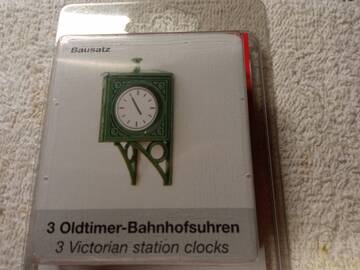 Bausatz
3 Oldtimer-Bahnhofsuhren
3 Victorian station clocks